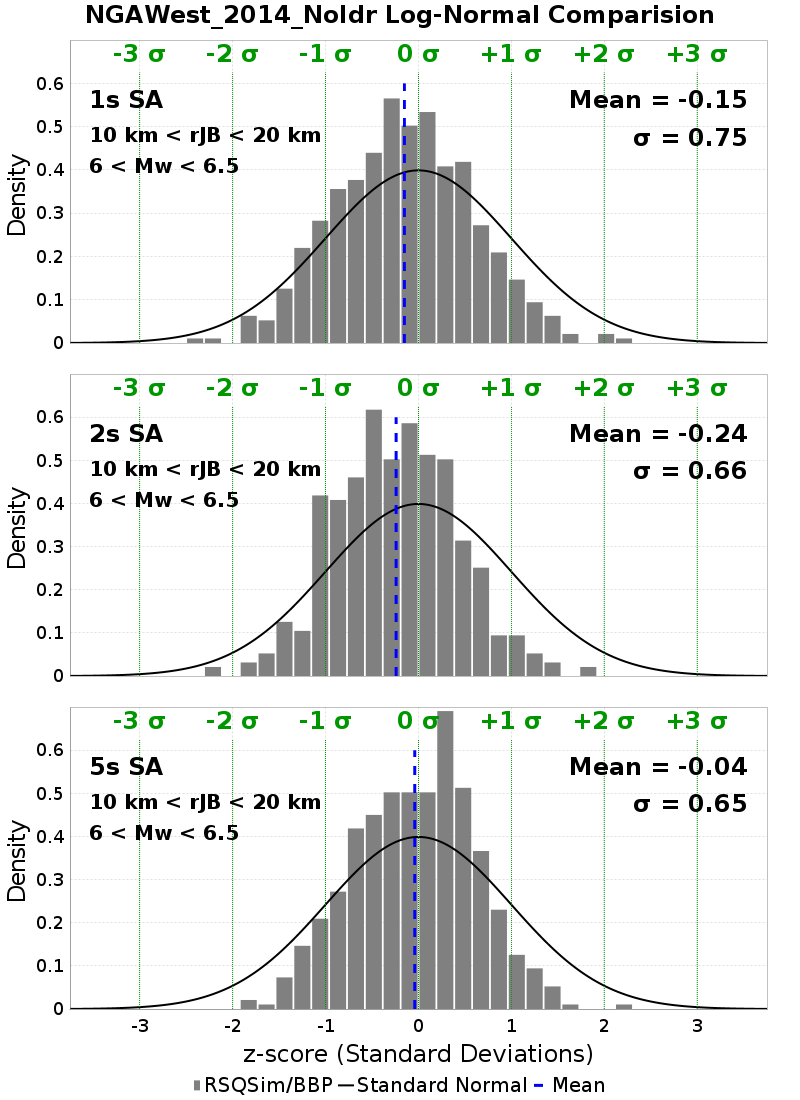 NGAWest_2014_NoIdr Log-Normal Comparision
-3 σ -2 σ -1 σ 0 σ +1 σ +2 σ +3 σ
1s SA
10 km < rJB < 20 km
6 < Mw < 6.5
Mean = -0.15
σ = 0.75
0.6
0.5
0.4
0.3
0.2
0.1
0
Density
-3 σ -2 σ -1 σ 0 σ +1 σ +2 σ +3 σ
2s SA
10 km < rJB < 20 km
6 < Mw < 6.5
Mean = -0.24
σ = 0.66
0.6
0.5
0.4
0.3
0.2
0.1
0
Density
-3 σ -2 σ -1 σ 0 σ +1 σ +2 σ +3 σ
5s SA
10 km < rJB < 20 km
6 < Mw < 6.5
Mean = -0.04
σ = 0.65
0.6
0.5
0.4
0.3
0.2
0.1
0
Density
-3 -2 -1 0 1 2 3
z-score (Standard Deviations)
RSQSim/BBP Standard Normal Mean